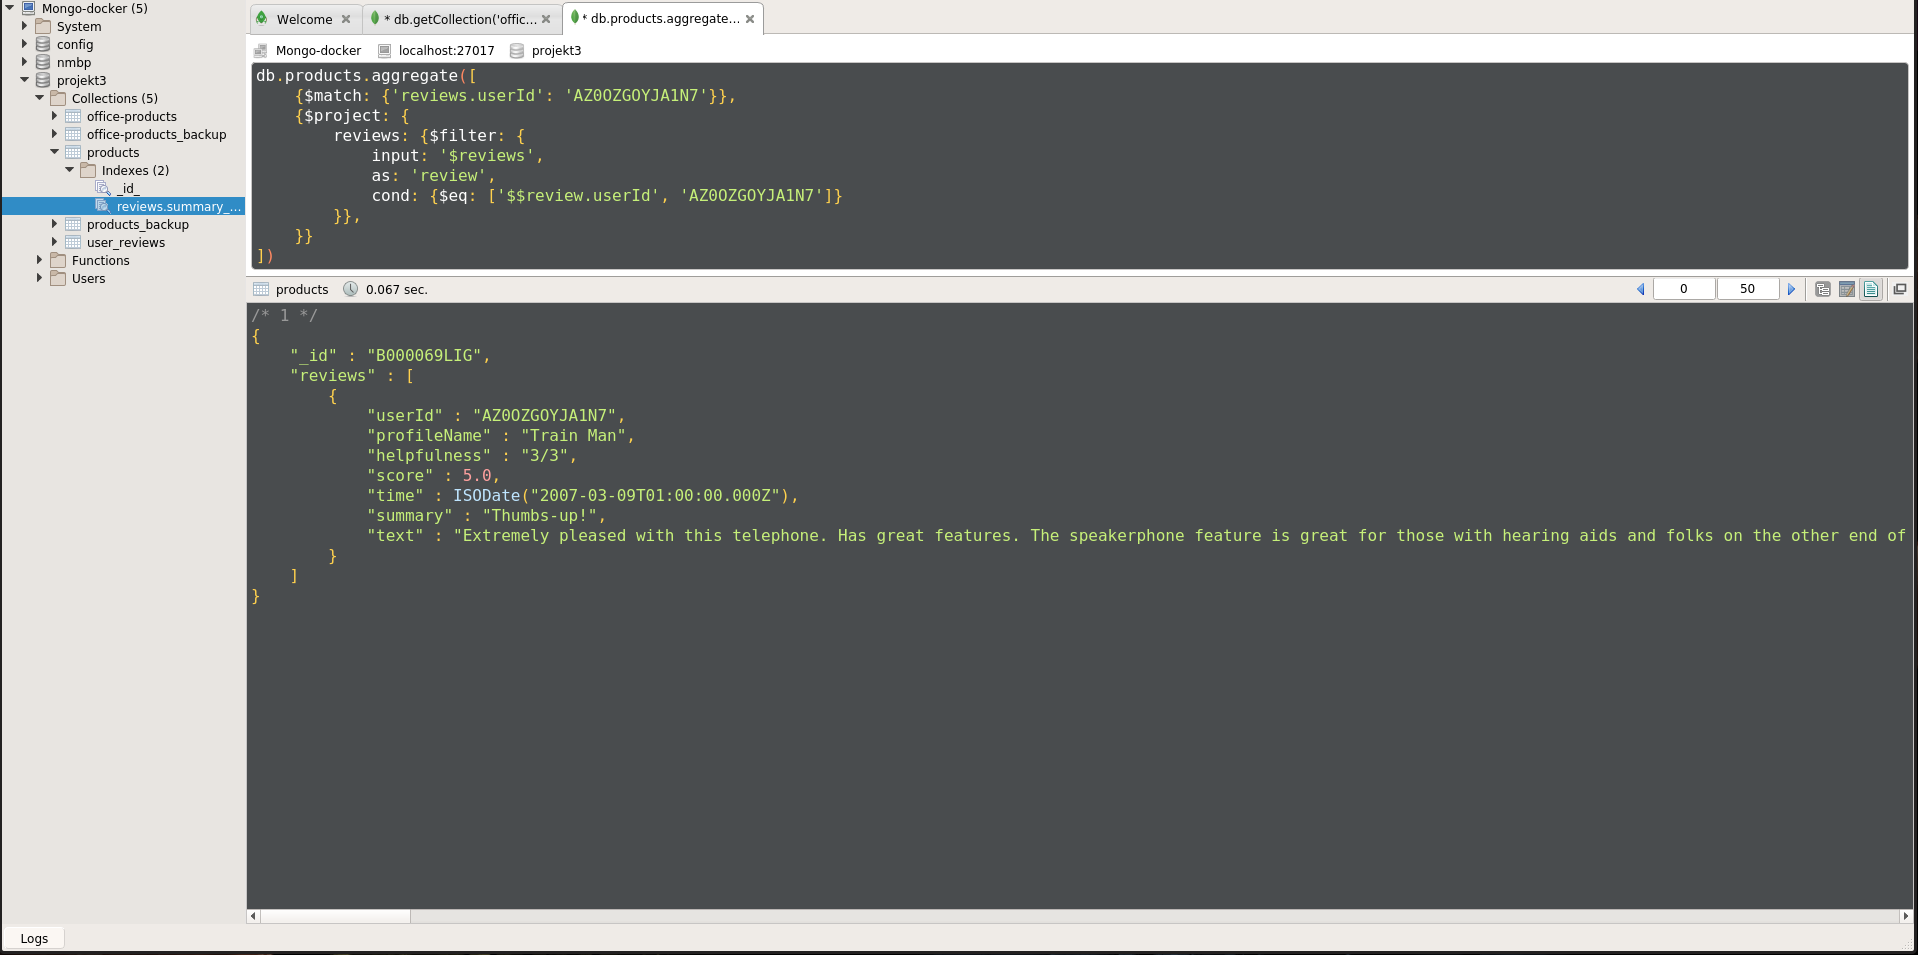 Mongo-docker (5)
System
config
nmbp
projekt3
Collections (5)
office-products
office-products_backup
products
Indexes (2)
_id_
reviews.summary_...
products_backup
user_reviews
Functions
Users
Welcome
* db.getCollection('offic...
* db.products.aggregate...
Mongo-docker localhost:27017 projekt3
db.products.aggregate([
    {$match: {'reviews.userId': 'AZ0OZGOYJA1N7'}},
    {$project: {
        reviews: {$filter: {
            input: '$reviews',
            as: 'review',
            cond: {$eq: ['$$review.userId', 'AZ0OZGOYJA1N7']}
        }},
    }}
])
products 0.067 sec. 0 50
/* 1 */
{
    "_id" : "B000069LIG",
    "reviews" : [
        {
            "userId" : "AZ0OZGOYJA1N7",
            "profileName" : "Train Man",
            "helpfulness" : "3/3",
            "score" : 5.0,
            "time" : ISODate("2007-03-09T01:00:00.000Z"),
            "summary" : "Thumbs-up!",
            "text" : "Extremely pleased with this telephone. Has great features. The speakerphone feature is great for those with hearing aids and folks on the other end of
        }
    ]
}
Logs